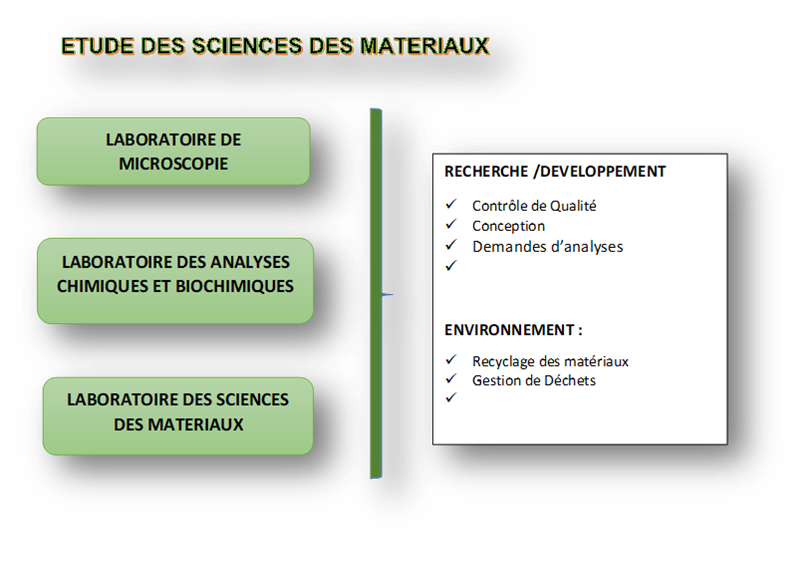 ETUDE DES SCIENCES DES MATERIAUX
LABORATOIRE DE
MICROSCOPIE
LABORATOIRE DES ANALYSES
CHIMIQUES ET BIOCHIMIQUES
LABORATOIRE DES SCIENCES
DES MATERIAUX
RECHERCHE /DEVELOPPEMENT
✓ Contrôle de Qualité
✓ Conception
✓ Demandes d’analyses
✓
ENVIRONNEMENT :
✓ Recyclage des matériaux
✓ Gestion de Déchets
✓